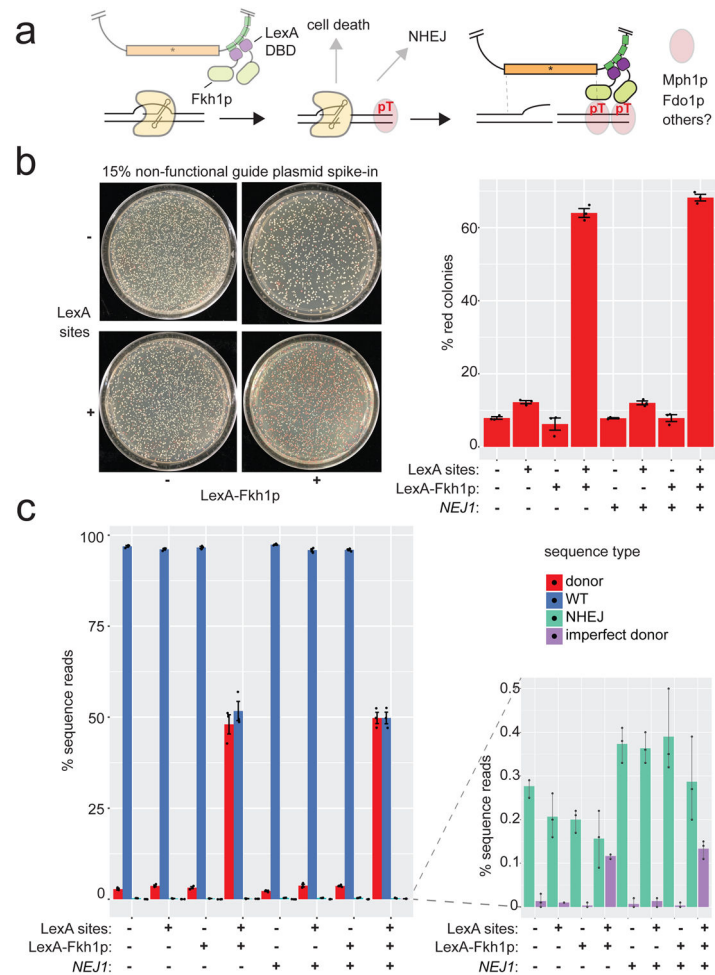 a
LexA
DBD
Fkh1p
*
cell death
NHEJ
pT
*
pT pT
Mph1p
Fdo1p
others?
b
15% non-functional guide plasmid spike-in
-
LexA
sites
+
- +
LexA-Fkh1p
% red colonies
60
40
20
0
LexA sites: - + - + - + - +
LexA-Fkh1p: - - + + - - + +
NEJ1: - - - - + + + +
c
% sequence reads
100
75
50
25
0
LexA sites: - + - + - + - +
LexA-Fkh1p: - - + + - - + +
NEJ1: - - - - + + + +
sequence type
donor
WT
NHEJ
imperfect donor
% sequence reads
0.5
0.4
0.3
0.2
0.1
0
LexA sites: - + - + - + - +
LexA-Fkh1p: - - + + - - + +
NEJ1: - - - - + + + +